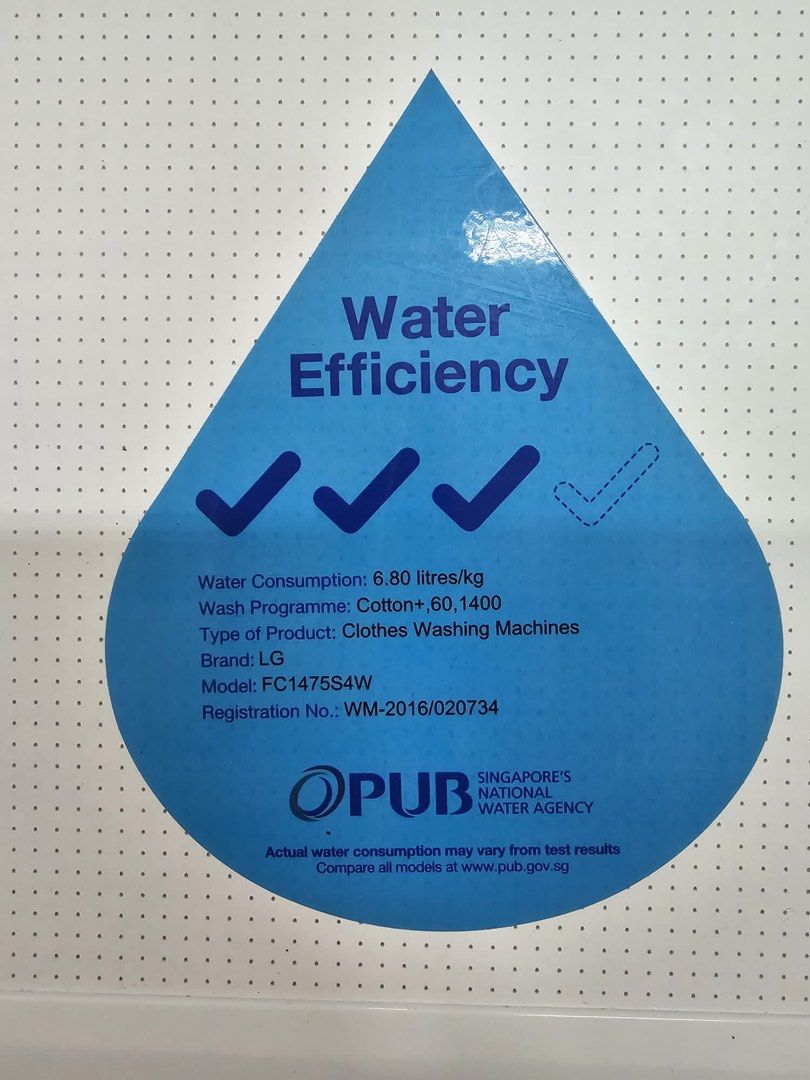 Water
Efficiency
Water Consumption: 6.80 litres/kg
Wash Programme: Cotton+,60,1400
Type of Product: Clothes Washing Machines
Brand: LG
Model: FC1475S4W
Registration No.: WM-2016/020734
PUB SINGAPORE'S
NATIONAL
WATER AGENCY
Actual water consumption may vary from test results
Compare all models at www.pub.gov.sg